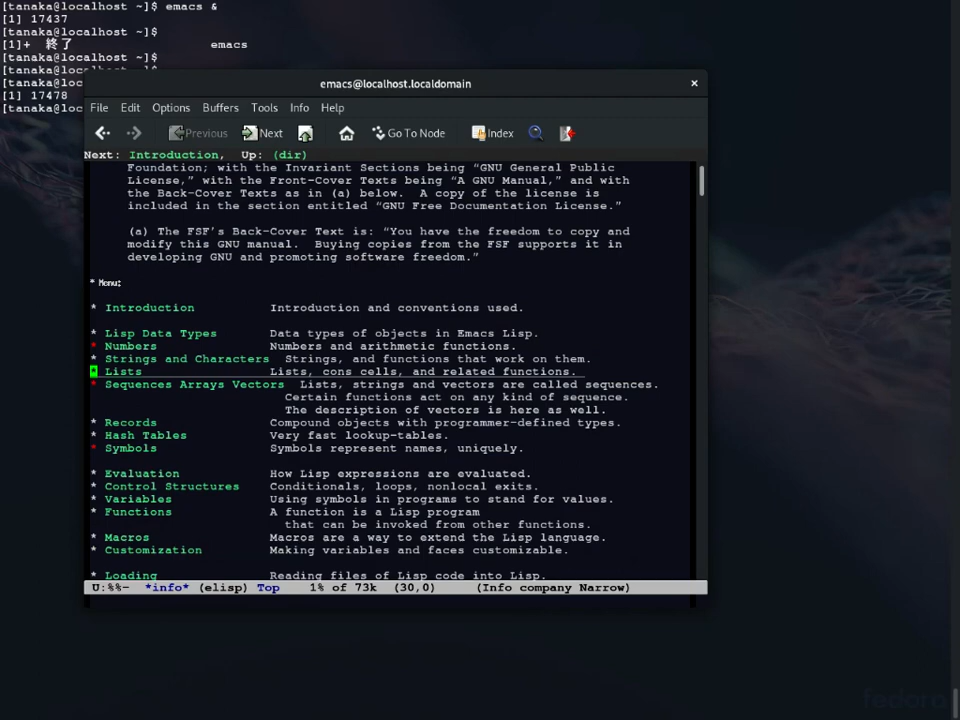 [tanaka@localhost ~]$ emacs &
[1] 17437
[tanaka@localhost ~]$
[1]+  終了                  emacs
[tanaka@localhost ~]$
[tanaka@localhost ~]$
[tanaka@loc
[1] 17478
[tanaka@loc
emacs@localhost.localdomain
File Edit Options Buffers Tools Info Help
Previous Next Go To Node Index
Next: Introduction,  Up: (dir)
Foundation; with the Invariant Sections being “GNU General Public
License,” with the Front-Cover Texts being “A GNU Manual,” and with
the Back-Cover Texts as in (a) below.  A copy of the license is
included in the section entitled “GNU Free Documentation License.”
(a) The FSF's Back-Cover Text is: “You have the freedom to copy and
modify this GNU manual.  Buying copies from the FSF supports it in
developing GNU and promoting software freedom.”
* Menu:
* Introduction          Introduction and conventions used.
* Lisp Data Types       Data types of objects in Emacs Lisp.
* Numbers               Numbers and arithmetic functions.
* Strings and Characters  Strings, and functions that work on them.
* Lists                 Lists, cons cells, and related functions.
* Sequences Arrays Vectors  Lists, strings and vectors are called sequences.
Certain functions act on any kind of sequence.
The description of vectors is here as well.
* Records               Compound objects with programmer-defined types.
* Hash Tables           Very fast lookup-tables.
* Symbols               Symbols represent names, uniquely.
* Evaluation            How Lisp expressions are evaluated.
* Control Structures    Conditionals, loops, nonlocal exits.
* Variables             Using symbols in programs to stand for values.
* Functions             A function is a Lisp program
that can be invoked from other functions.
* Macros                Macros are a way to extend the Lisp language.
* Customization         Making variables and faces customizable.
* Loading               Reading files of Lisp code into Lisp.
U:%%-  *info* (elisp) Top    1% of 73k  (30,0)     (Info company Narrow)
fedora